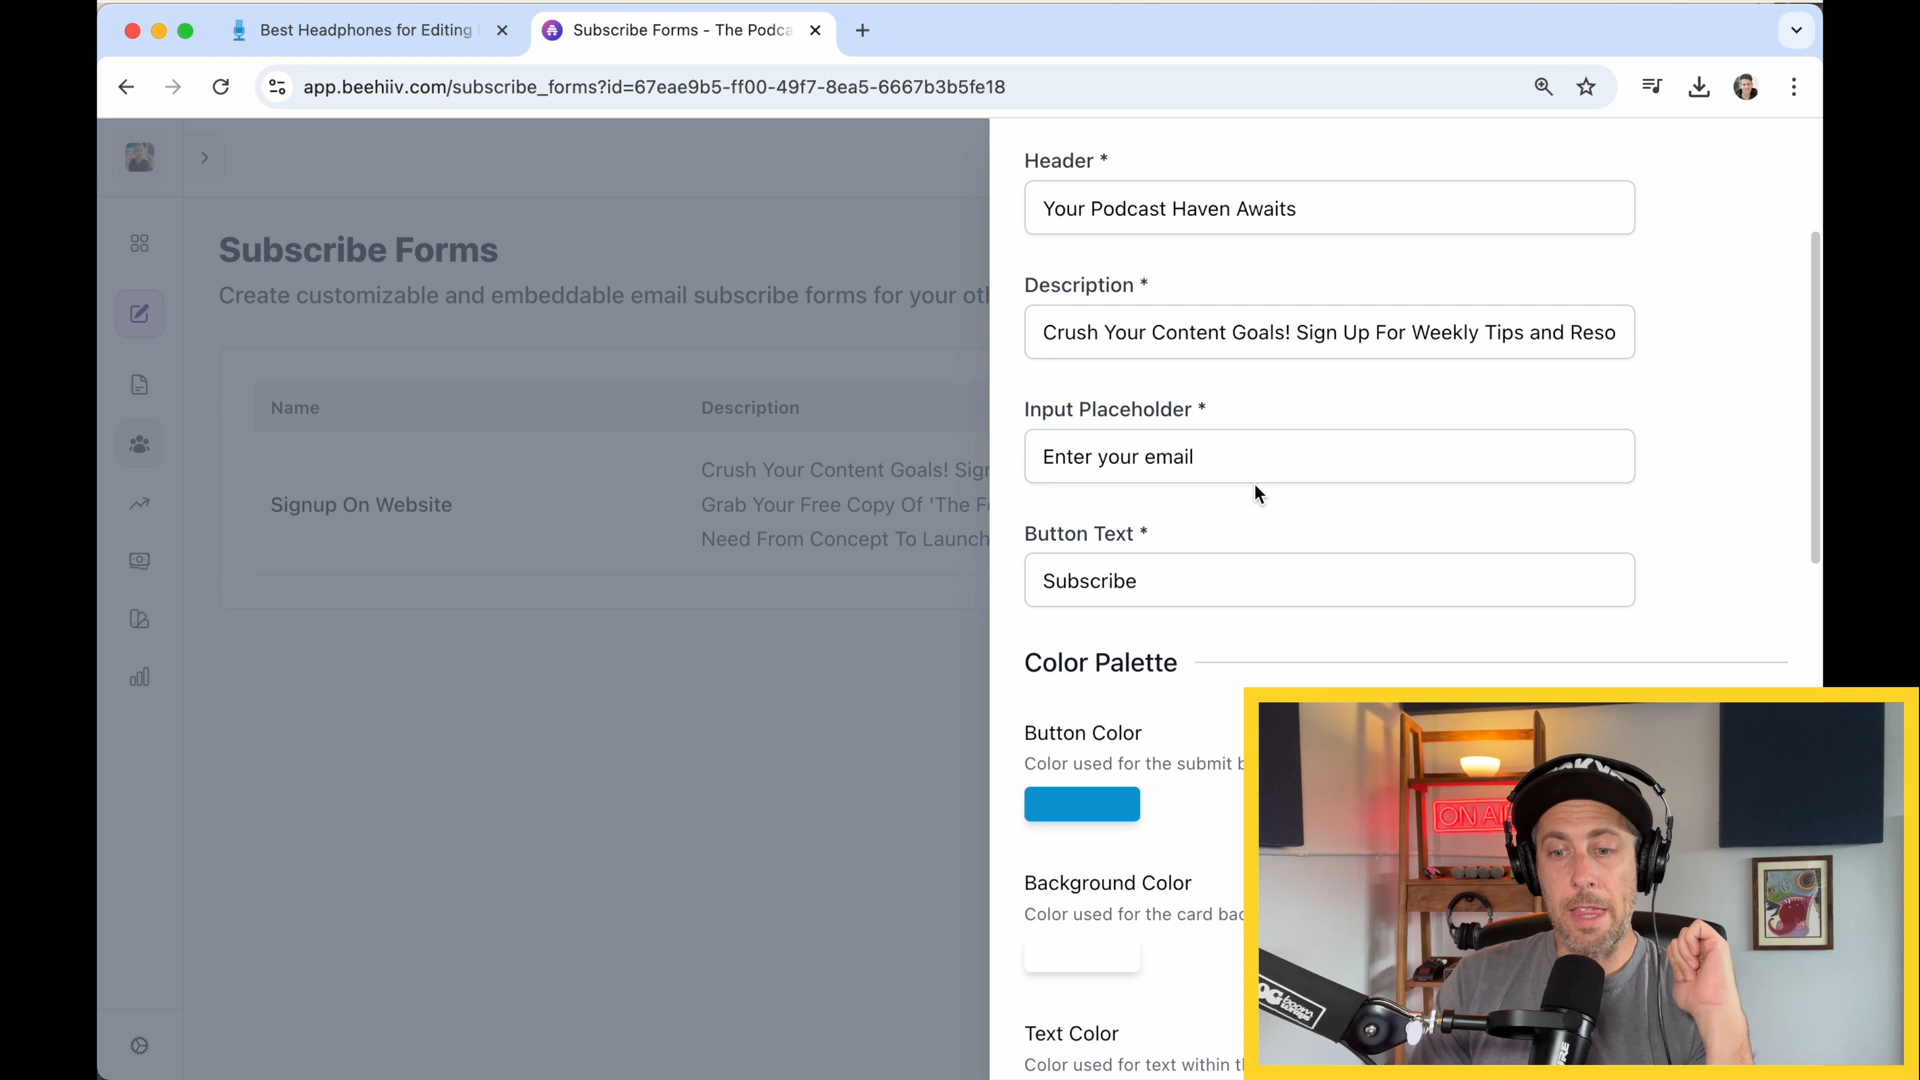 Best Headphones for Editing
Subscribe Forms - The Podca
app.beehiiv.com/subscribe_forms?id=67eae9b5-ff00-49f7-8ea5-6667b3b5fe18
Subscribe Forms
Create customizable and embeddable email subscribe forms for your oth
Name
Description
Signup On Website
Crush Your Content Goals! Sign
Grab Your Free Copy Of 'The F
Need From Concept To Launch
Header *
Your Podcast Haven Awaits
Description *
Crush Your Content Goals! Sign Up For Weekly Tips and Reso
Input Placeholder *
Enter your email
Button Text *
Subscribe
Color Palette
Button Color
Color used for the submit b
Background Color
Color used for the card bac
Text Color
Color used for text within t
ON AI